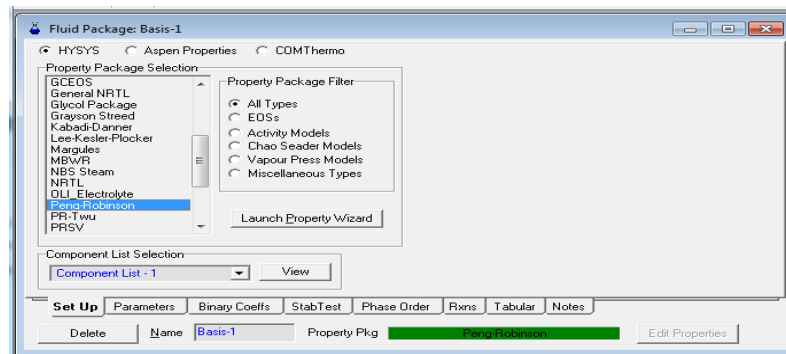 Fluid Package: Basis-1
HYSYS Aspen Properties COMThermo
Property Package Selection
GCEOS
General NRTL
Glycol Package
Grayson Streed
Kabadi-Danner
Lee-Kesler-Plocker
Margules
MBWR
NBS Steam
NRTL
OLI_Electrolyte
Peng-Robinson
PR-Twu
PRSV
Property Package Filter
All Types
EOSs
Activity Models
Chao Seader Models
Vapour Press Models
Miscellaneous Types
Launch Property Wizard
Component List Selection
Component List - 1 View
Set Up Parameters Binary Coeffs StabTest Phase Order Rxns Tabular Notes
Delete Name Basis-1 Property Pkg Peng-Robinson Edit Properties